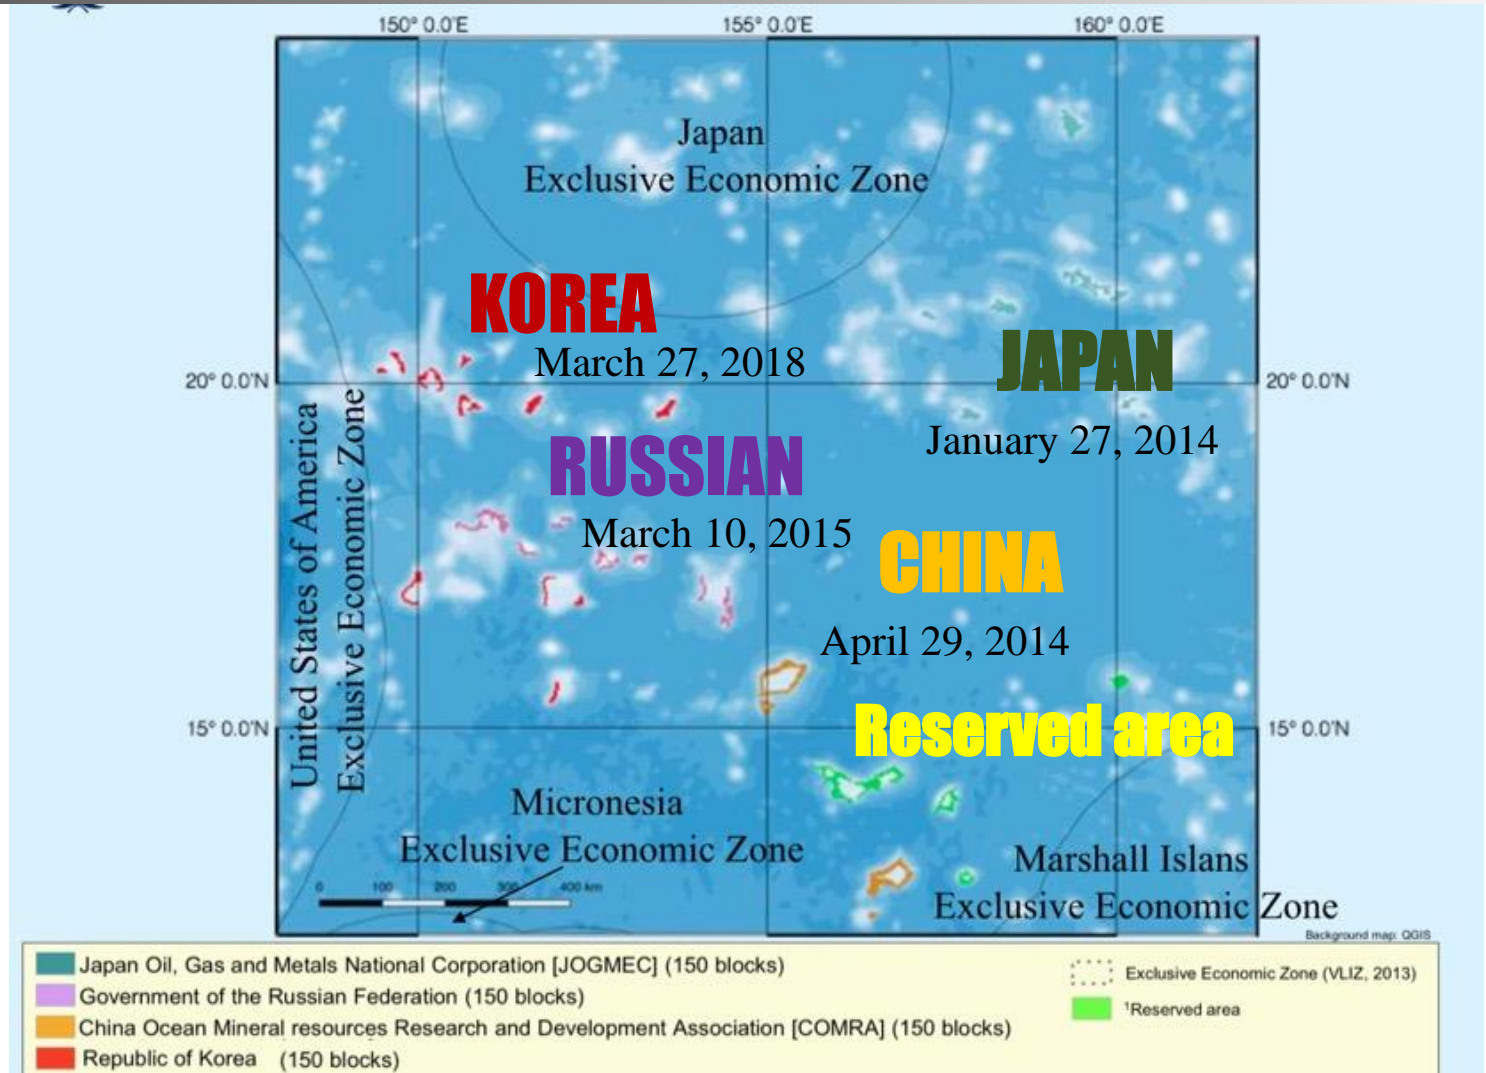 150° 0.0'E
155° 0.0'E
160° 0.0'E
Japan
Exclusive Economic Zone
KOREA
March 27, 2018
JAPAN
January 27, 2014
20° 0.0'N
20° 0.0'N
RUSSIAN
March 10, 2015
CHINA
April 29, 2014
United States of America
Exclusive Economic Zone
Reserved area
15° 0.0'N
15° 0.0'N
Micronesia
Exclusive Economic Zone
Marshall Islans
Exclusive Economic Zone
0 100 200 300 400 km
Background map: QGIS
Japan Oil, Gas and Metals National Corporation [JOGMEC] (150 blocks)
Government of the Russian Federation (150 blocks)
China Ocean Mineral resources Research and Development Association [COMRA] (150 blocks)
Republic of Korea (150 blocks)
Exclusive Economic Zone (VLIZ, 2013)
¹Reserved area